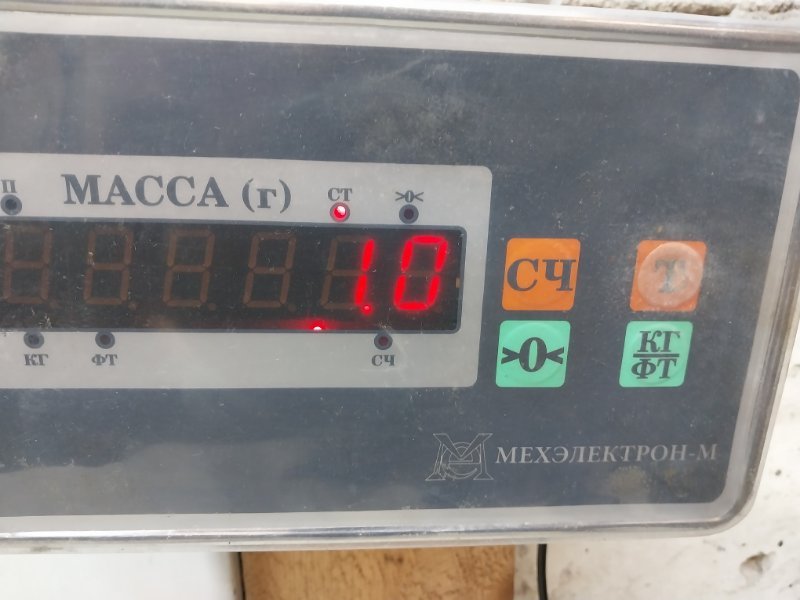 П МАССА (г) СТ >0<
1.0
КГ ФТ СЧ
СЧ Т
>0< КГ
ФТ
МЕХЭЛЕКТРОН-М